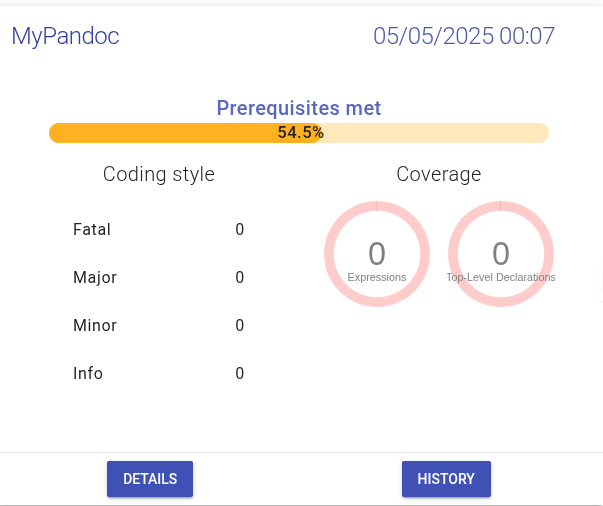 MyPandoc 05/05/2025 00:07
Prerequisites met
54.5%
Coding style
Fatal 0
Major 0
Minor 0
Info 0
Coverage
0
Expressions
0
Top-Level Declarations
DETAILS
HISTORY